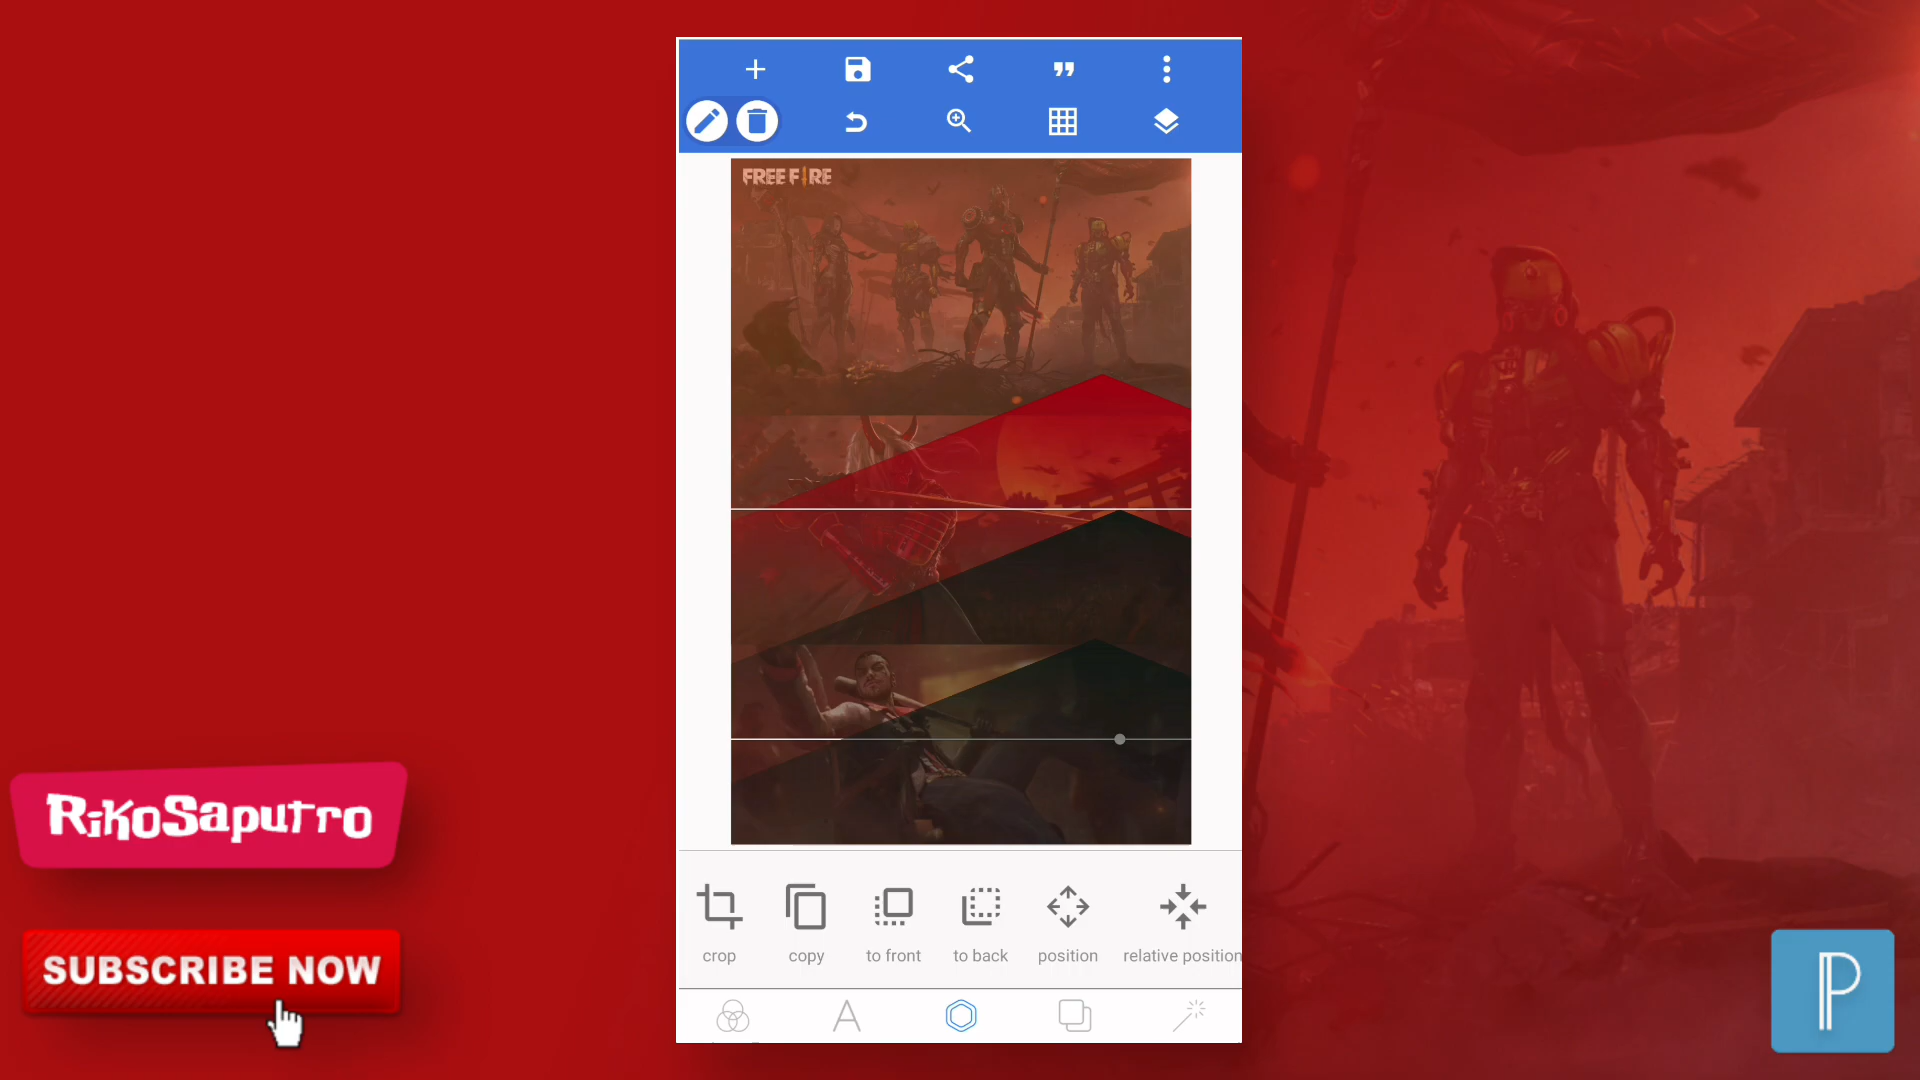 FREE FIRE
crop
copy
to front
to back
position
relative position
RikoSaputro
SUBSCRIBE NOW
P